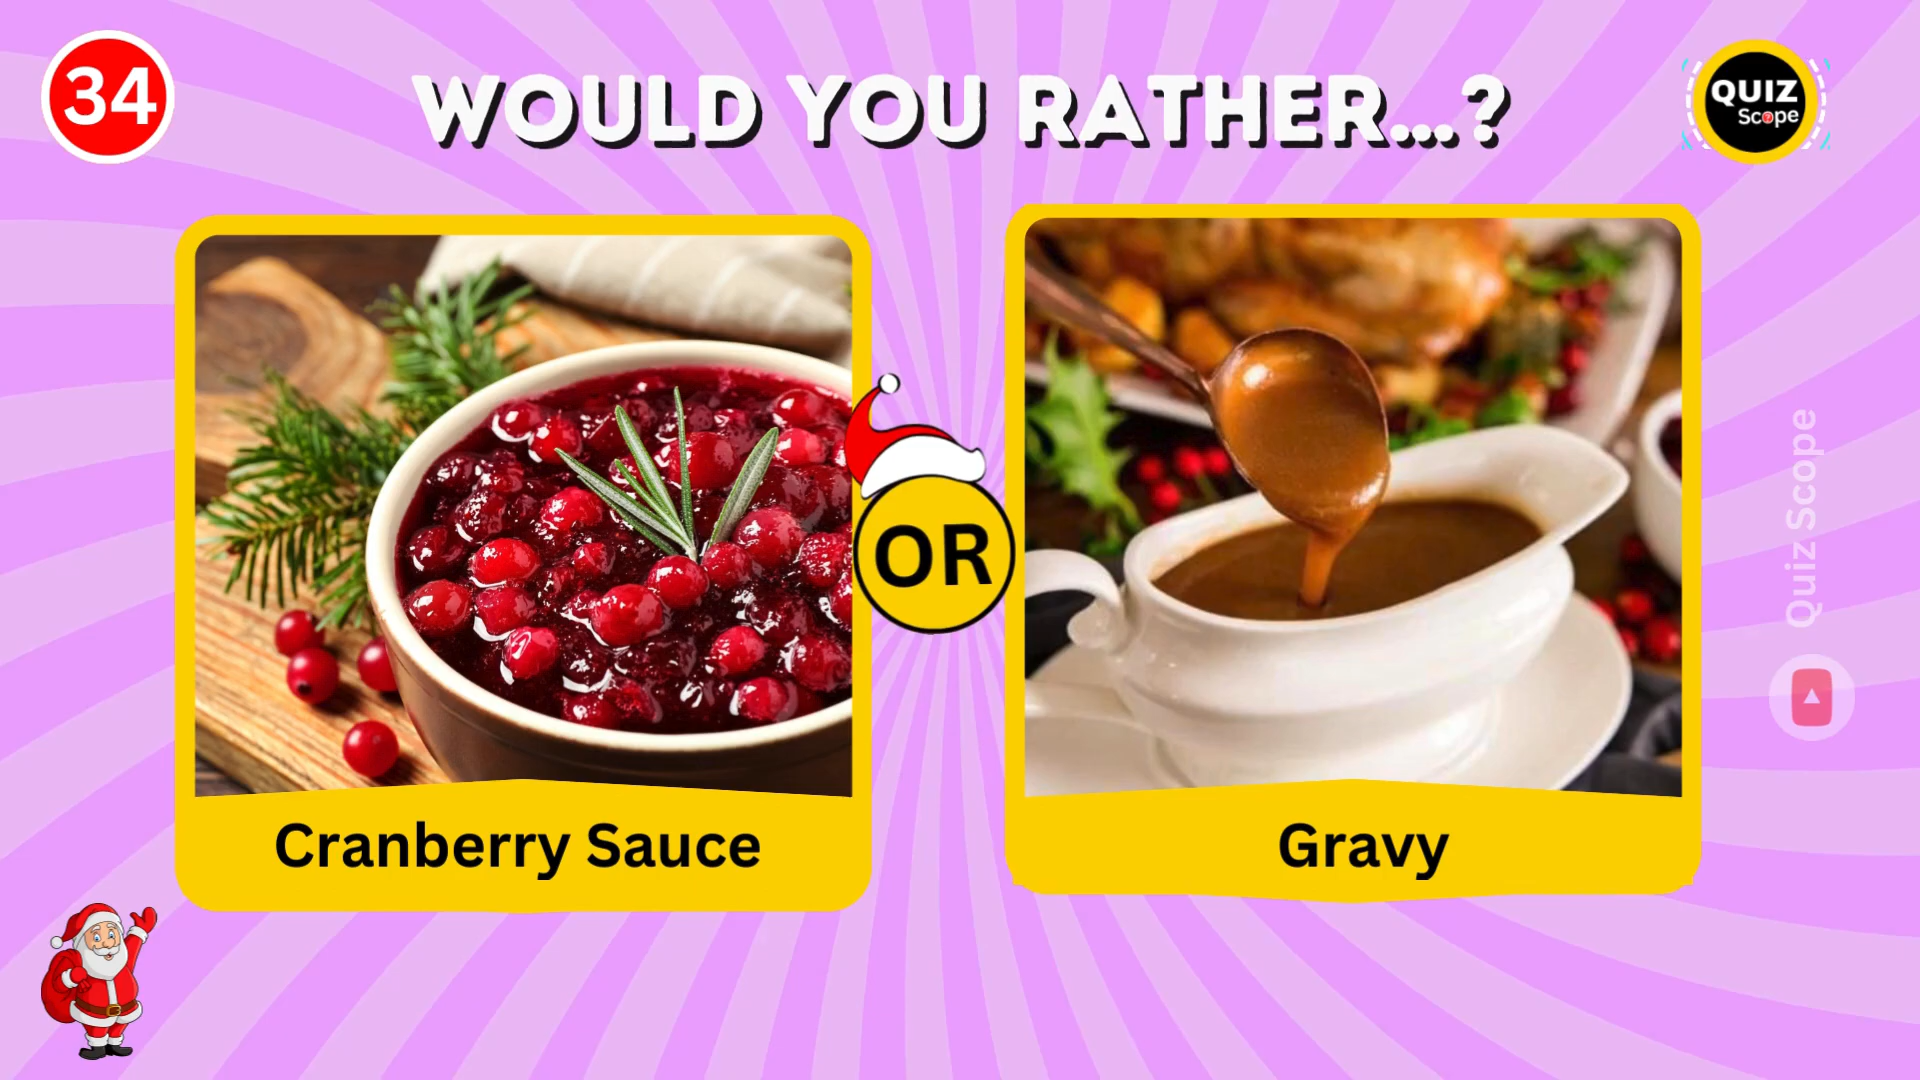 34
WOULD YOU RATHER...?
QUIZ
Scope
OR
Quiz Scope
Cranberry Sauce
Gravy